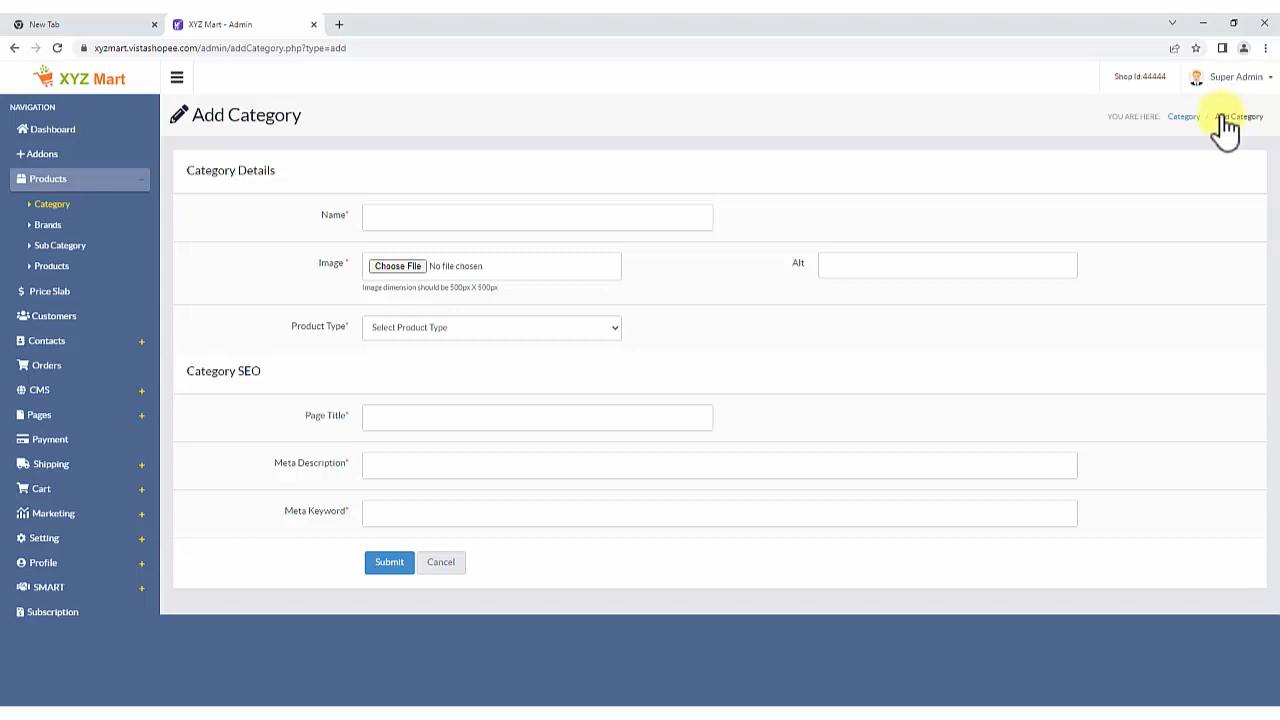 New Tab
XYZ Mart - Admin
xyzmart.vistashopee.com/admin/addCategory.php?type=add
XYZ Mart
Shop Id:44444
Super Admin
NAVIGATION
Dashboard
Addons
Products
Category
Brands
Sub Category
Products
Price Slab
Customers
Contacts
Orders
CMS
Pages
Payment
Shipping
Cart
Marketing
Setting
Profile
SMART
Subscription
Add Category
YOU ARE HERE: Category / Add Category
Category Details
Name*
Image * Choose File No file chosen
Alt
Image dimension should be 500px X 500px
Product Type* Select Product Type
Category SEO
Page Title*
Meta Description*
Meta Keyword*
Submit Cancel